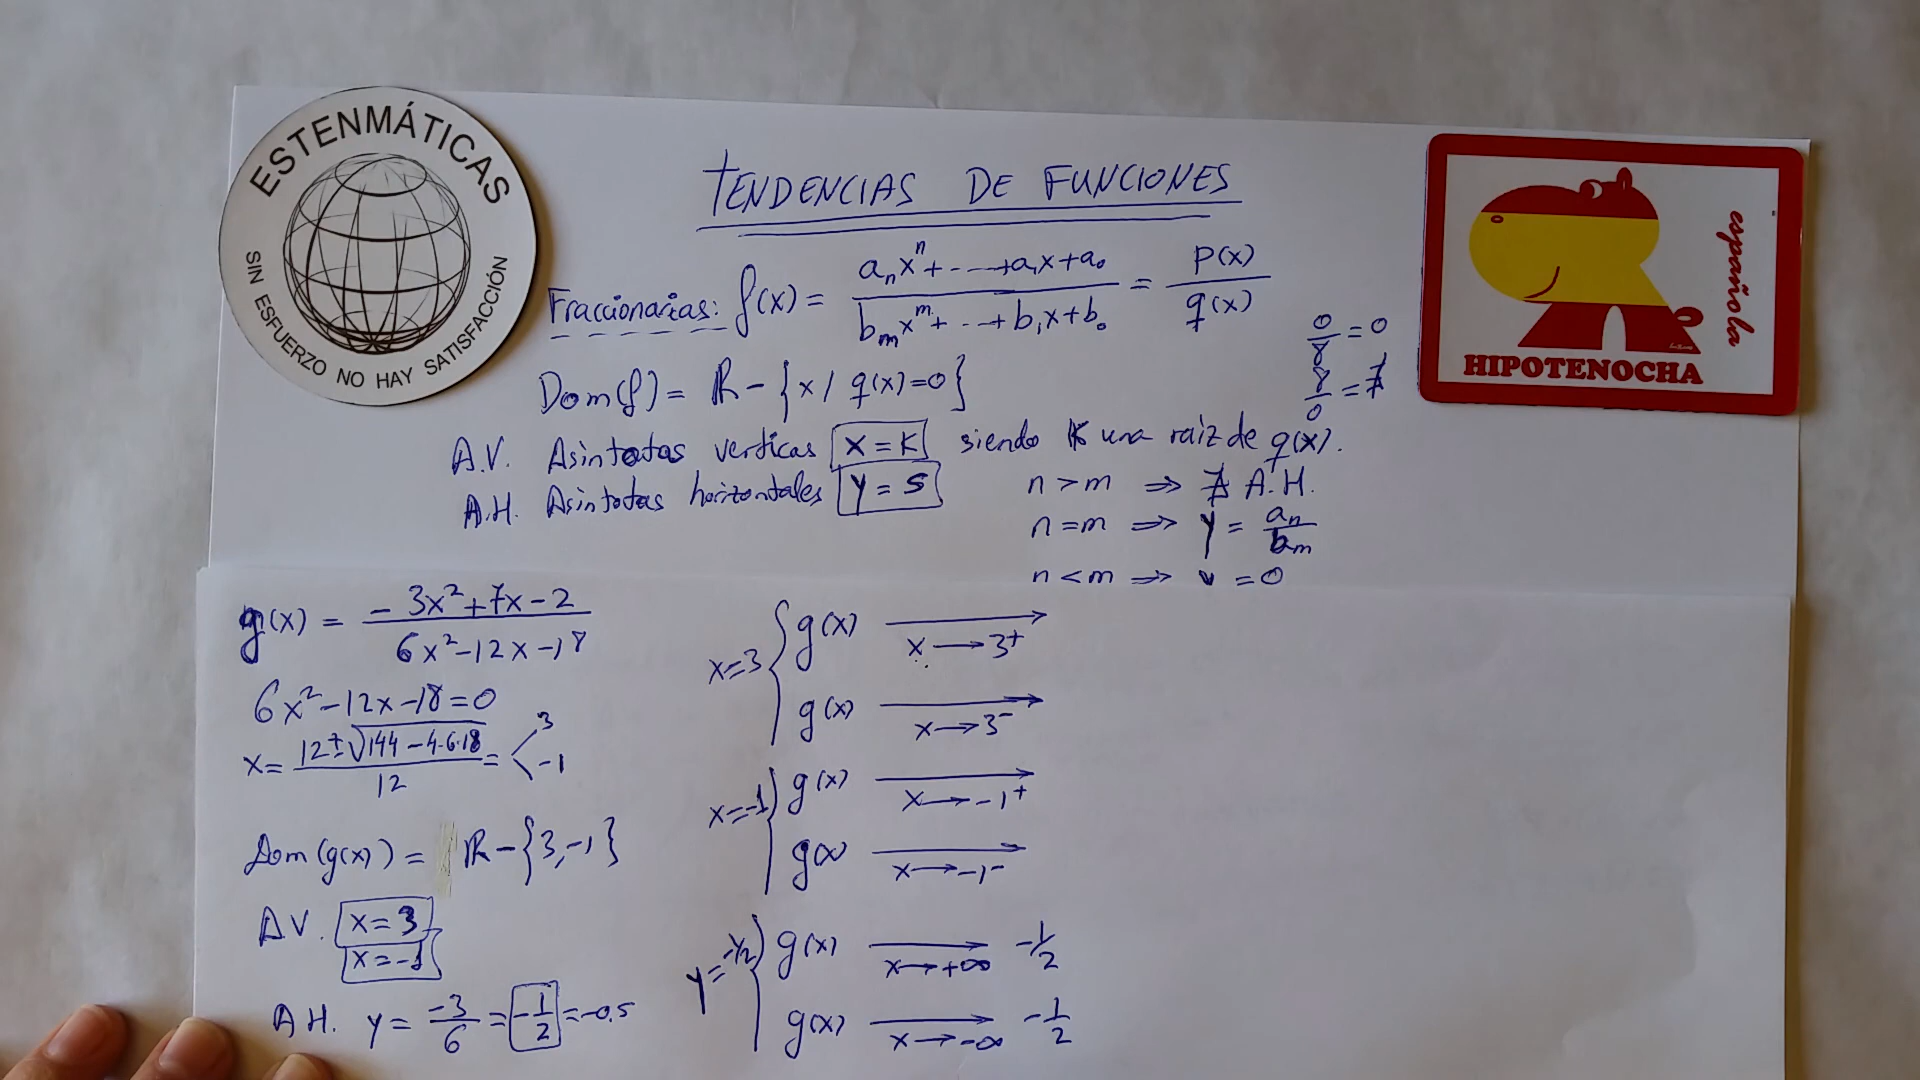 ESTENMÁTICAS
SIN ESFUERZO NO HAY SATISFACCIÓN
TENDENCIAS DE FUNCIONES
española
HIPOTENOCHA
Fraccionarias: f(x) = (aₙxⁿ + ---- + a₁x + a₀)/(bₘxᵐ + --- + b₁x + b₀) = P(x)/q(x)
0/8 = 0
8/0 = ∄
Dom(f) = ℝ - {x / q(x)=0}
A.V. Asintotas verticas x = K siendo K una raiz de q(x).
A.H. Asintotas horizontales y = s
n > m ⇒ ∄ A.H.
n = m ⇒ y = aₙ/bₘ
n < m ⇒ y = 0
g(x) = (-3x²+7x-2)/(6x²-12x-18)
6x²-12x-18=0
x = (12±√(144-4·6·18))/12 = < 3 -1
Dom(g(x)) = ℝ - {3,-1}
A.V. x=3
x=-1
A.H. y = -3/6 = -1/2 = -0.5
x=3 { g(x) → x→3⁺
g(x) → x→3⁻
x=-1 { g(x) → x→-1⁺
g(x) → x→-1⁻
y=-1/2 { g(x) → x→+∞ -1/2
g(x) → x→-∞ -1/2